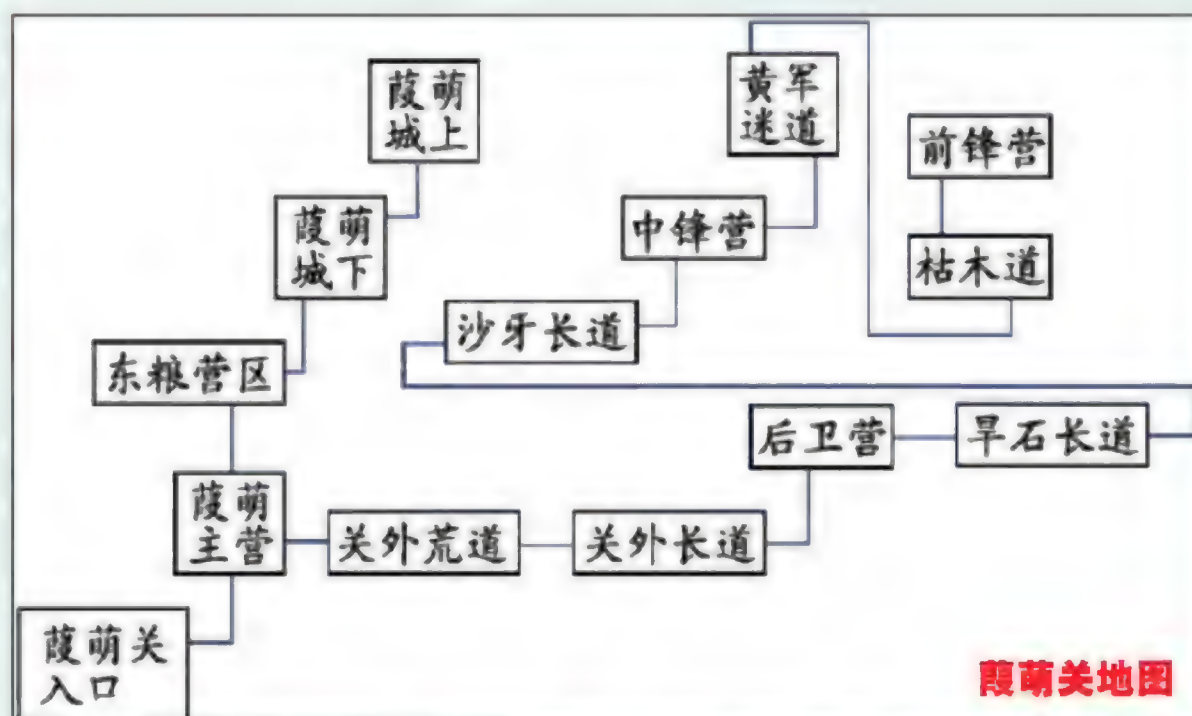 葭萌
城上
黄军
迷道
前锋营
葭萌
城下
中锋营
枯木道
沙牙长道
东粮营区
后卫营
旱石长道
葭萌
主营
关外荒道
关外长道
葭萌关
入口
葭萌关地图